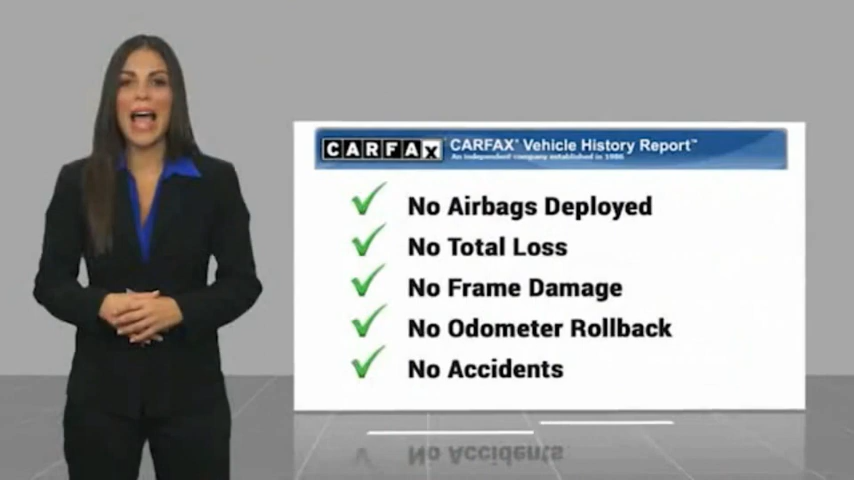 CARFAX CARFAX® Vehicle History Report™
An independent company established in 1986
No Airbags Deployed
No Total Loss
No Frame Damage
No Odometer Rollback
No Accidents
No Accidents